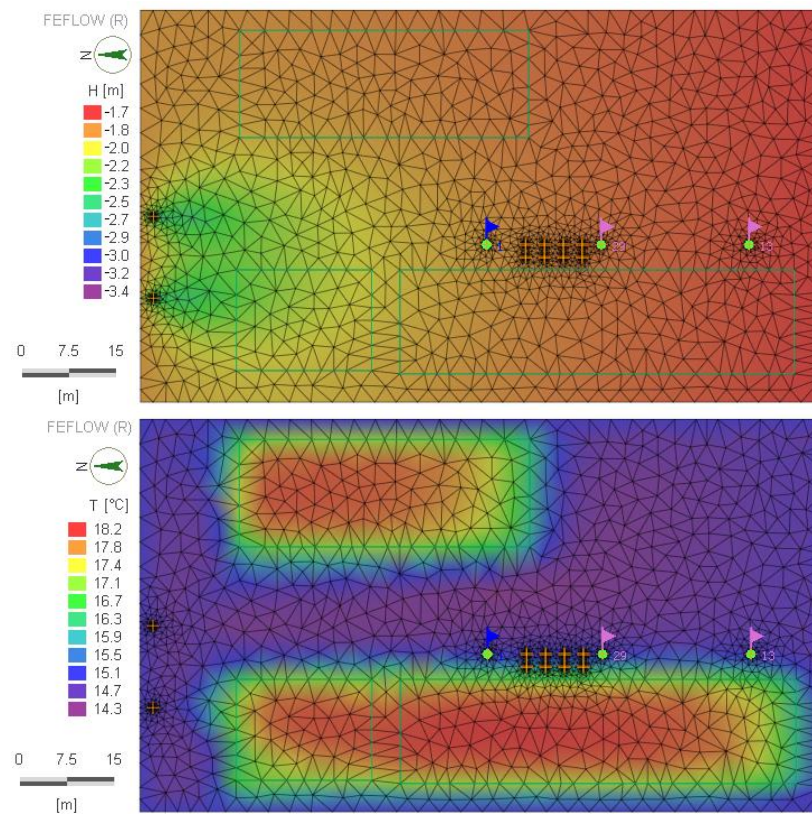 FEFLOW (R)
N
H [m]
-1.7
-1.8
-2.0
-2.2
-2.3
-2.5
-2.7
-2.9
-3.0
-3.2
-3.4
29
13
0 7.5 15
[m]
FEFLOW (R)
N
T [°C]
18.2
17.8
17.4
17.1
16.7
16.3
15.9
15.5
15.1
14.7
14.3
29
13
0 7.5 15
[m]